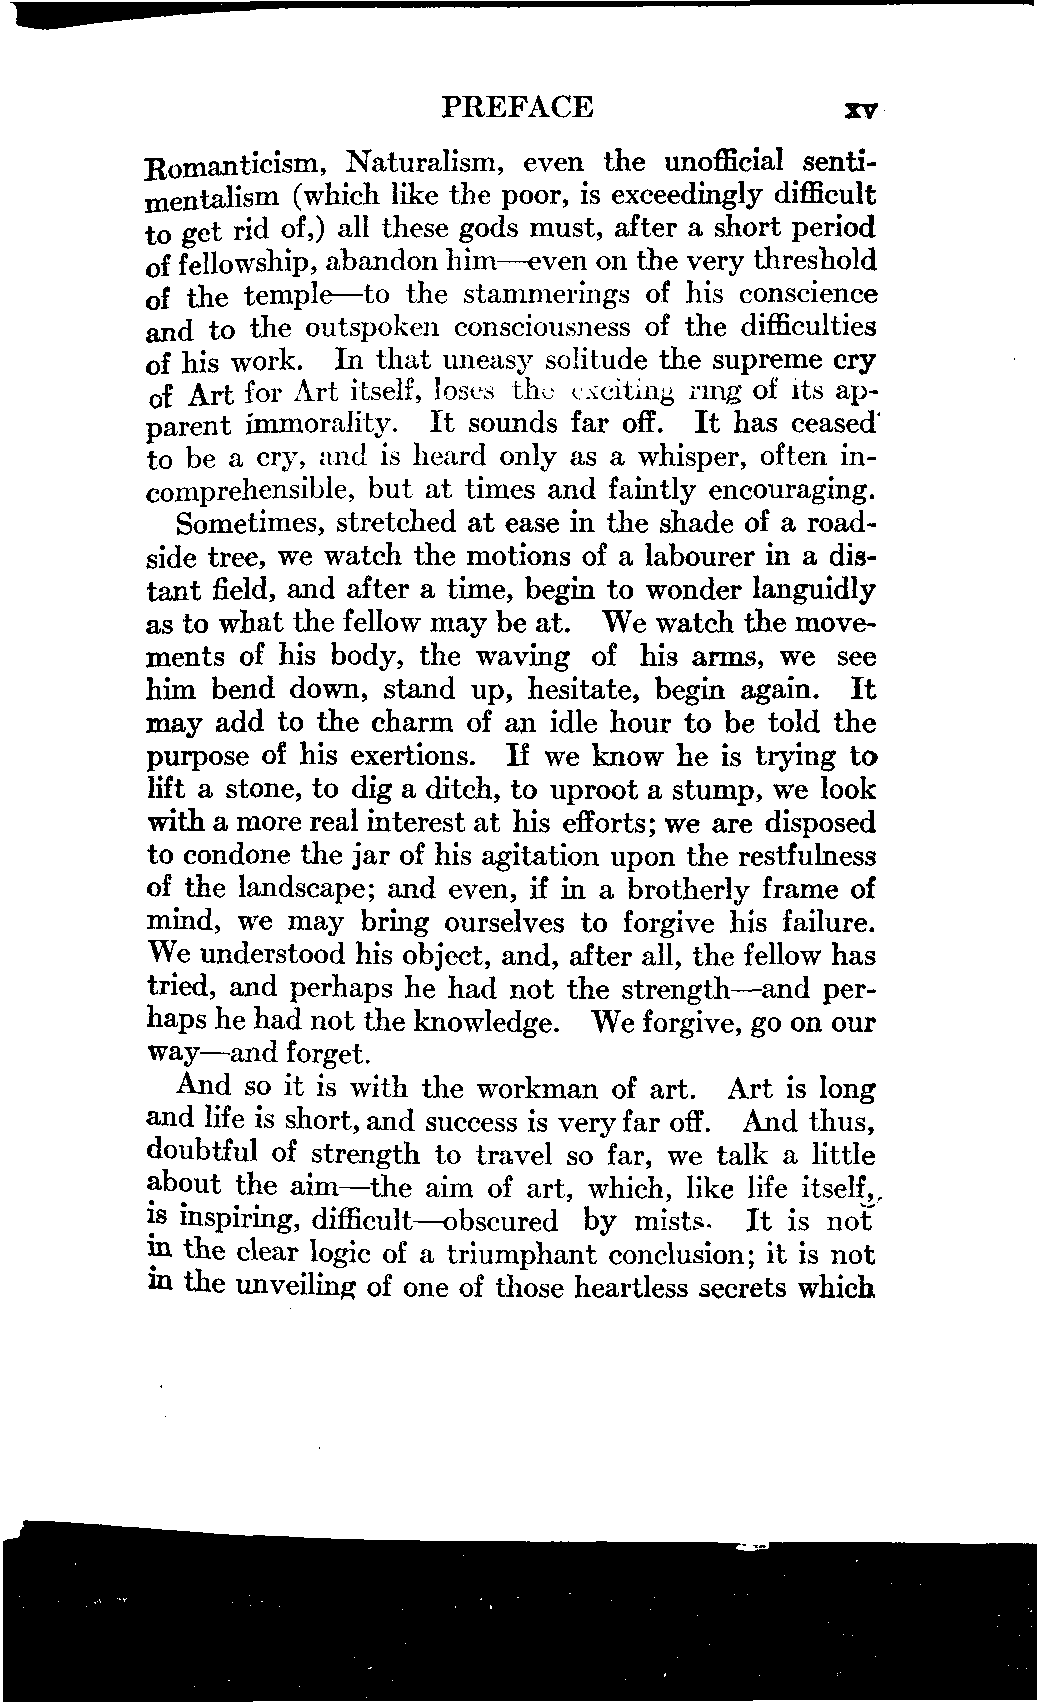 PREFACE xv
Romanticism, Naturalism, even the unofficial senti-
mentalism (which like the poor, is exceedingly difficult
to get rid of,) all these gods must, after a short period
of fellowship, abandon him—even on the very threshold
of the temple—to the stammerings of his conscience
and to the outspoken consciousness of the difficulties
of his work. In that uneasy solitude the supreme cry
of Art for Art itself, loses the exciting ring of its ap-
parent immorality. It sounds far off. It has ceased
to be a cry, and is heard only as a whisper, often in-
comprehensible, but at times and faintly encouraging.
Sometimes, stretched at ease in the shade of a road-
side tree, we watch the motions of a labourer in a dis-
tant field, and after a time, begin to wonder languidly
as to what the fellow may be at. We watch the move-
ments of his body, the waving of his arms, we see
him bend down, stand up, hesitate, begin again. It
may add to the charm of an idle hour to be told the
purpose of his exertions. If we know he is trying to
lift a stone, to dig a ditch, to uproot a stump, we look
with a more real interest at his efforts; we are disposed
to condone the jar of his agitation upon the restfulness
of the landscape; and even, if in a brotherly frame of
mind, we may bring ourselves to forgive his failure.
We understood his object, and, after all, the fellow has
tried, and perhaps he had not the strength—and per-
haps he had not the knowledge. We forgive, go on our
way—and forget.
And so it is with the workman of art. Art is long
and life is short, and success is very far off. And thus,
doubtful of strength to travel so far, we talk a little
about the aim—the aim of art, which, like life itself,
is inspiring, difficult—obscured by mists. It is not
in the clear logic of a triumphant conclusion; it is not
in the unveiling of one of those heartless secrets which